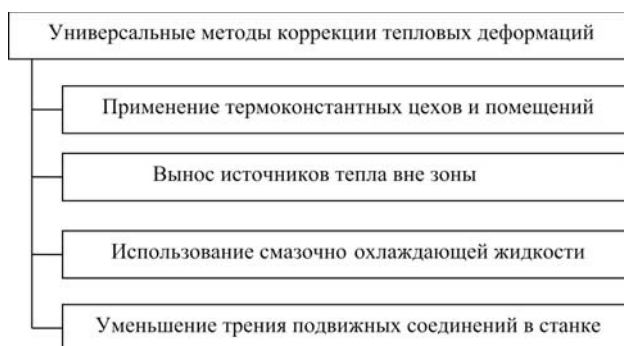 Универсальные методы коррекции тепловых деформаций
Применение термоконстантных цехов и помещений
Вынос источников тепла вне зоны
Использование смазочно охлаждающей жидкости
Уменьшение трения подвижных соединений в станке